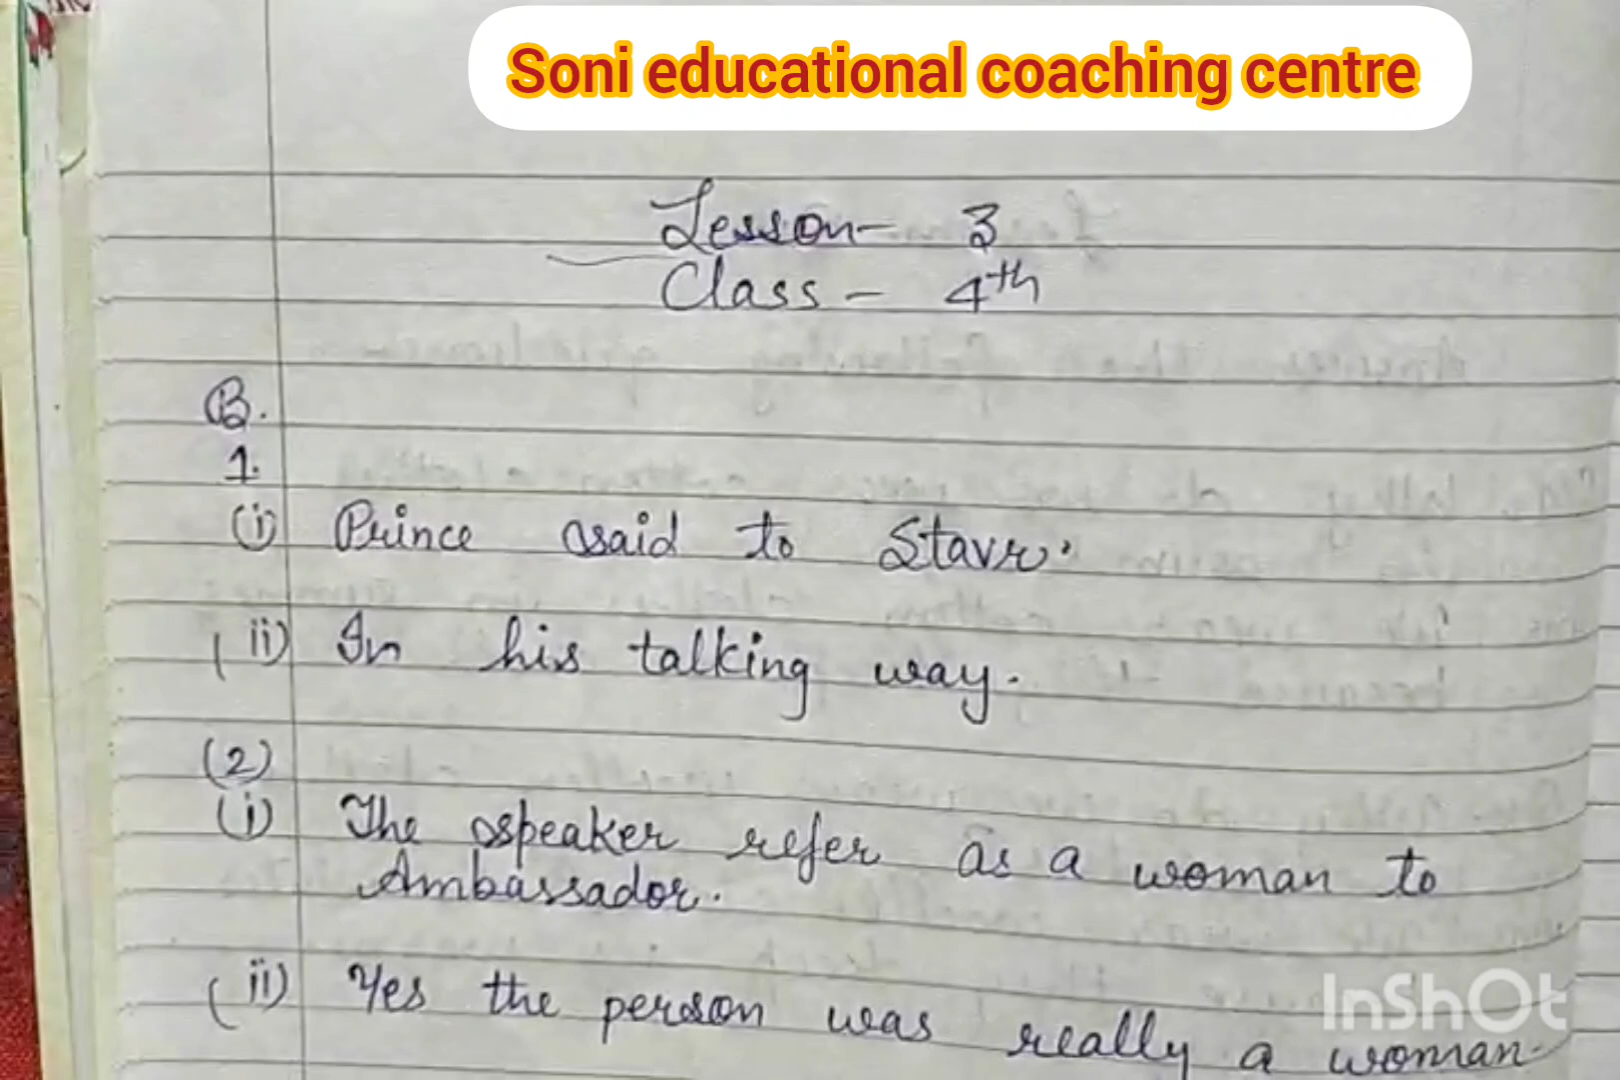 Soni educational coaching centre
Lesson- 3
Class - 4th
B.
1.
(i) Prince said to Stavr.
(ii) In his talking way.
(2)
(i) The speaker refer as a woman to
Ambassador.
(ii) Yes the person was really a woman.
InShOt